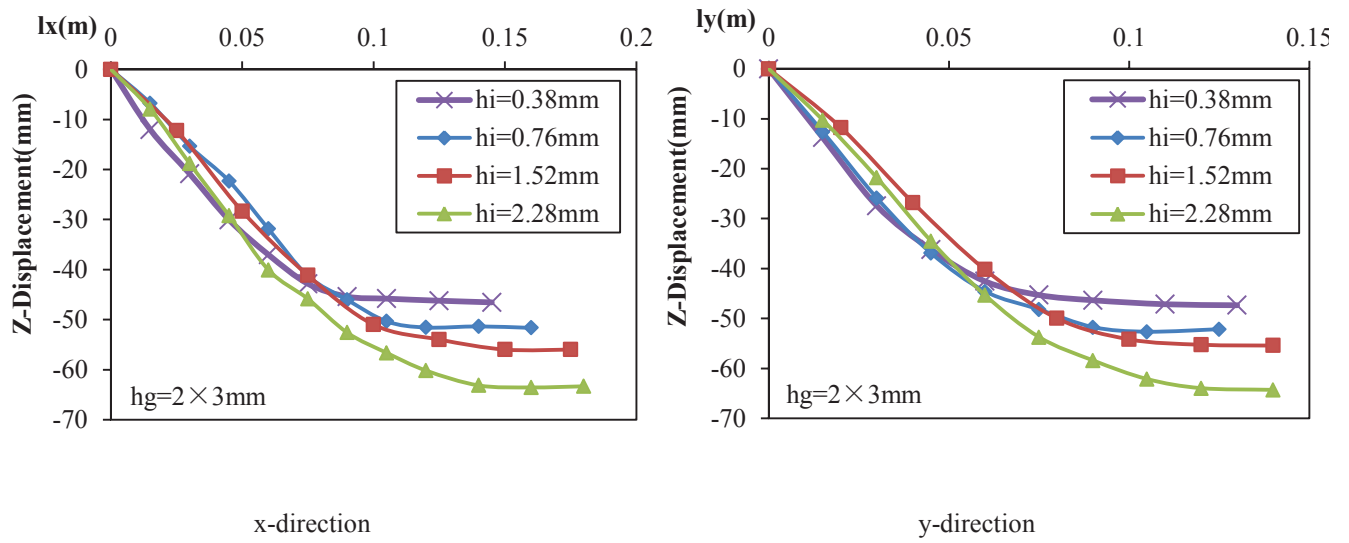 lx(m)
0 0.05 0.1 0.15 0.2
0
-10
-20
-30
-40
-50
-60
-70
Z-Displacement(mm)
hi=0.38mm
hi=0.76mm
hi=1.52mm
hi=2.28mm
hg=2×3mm
x-direction
ly(m)
0 0.05 0.1 0.15
0
-10
-20
-30
-40
-50
-60
-70
Z-Displacement(mm)
hi=0.38mm
hi=0.76mm
hi=1.52mm
hi=2.28mm
hg=2×3mm
y-direction